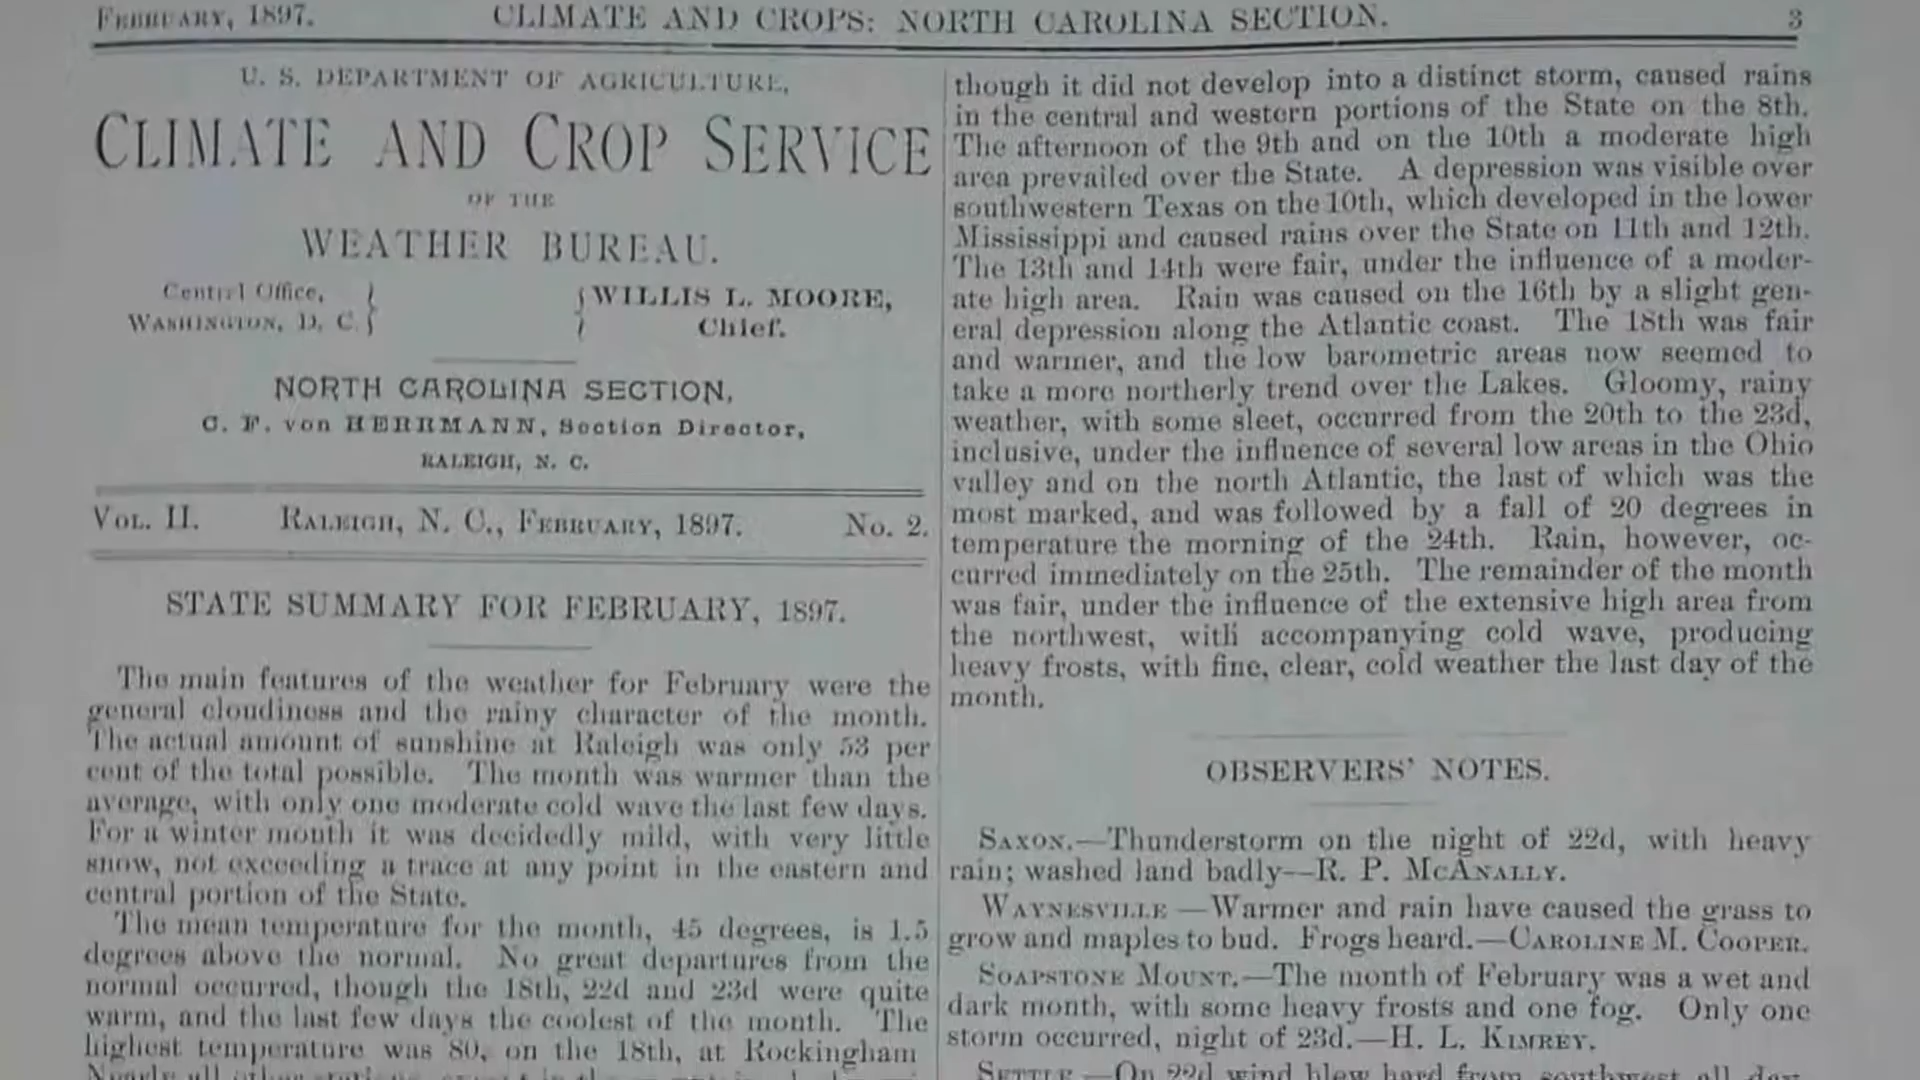 FEBRUARY, 1897. CLIMATE AND CROPS: NORTH CAROLINA SECTION. 3
U. S. DEPARTMENT OF AGRICULTURE,
CLIMATE AND CROP SERVICE
OF THE
WEATHER BUREAU.
Central Office,
WASHINGTON, D. C.
WILLIS L. MOORE,
Chief.
NORTH CAROLINA SECTION,
C. F. von HERRMANN, Section Director,
RALEIGH, N. C.
VOL. II. RALEIGH, N. C., FEBRUARY, 1897. No. 2.
STATE SUMMARY FOR FEBRUARY, 1897.
The main features of the weather for February were the
general cloudiness and the rainy character of the month.
The actual amount of sunshine at Raleigh was only 53 per
cent of the total possible. The month was warmer than the
average, with only one moderate cold wave the last few days.
For a winter month it was decidedly mild, with very little
snow, not exceeding a trace at any point in the eastern and
central portion of the State.
The mean temperature for the month, 45 degrees, is 1.5
degrees above the normal. No great departures from the
normal occurred, though the 18th, 22d and 23d were quite
warm, and the last few days the coolest of the month. The
highest temperature was 80, on the 18th, at Rockingham
Nearly all other stations, except in the
though it did not develop into a distinct storm, caused rains
in the central and western portions of the State on the 8th.
The afternoon of the 9th and on the 10th a moderate high
area prevailed over the State. A depression was visible over
southwestern Texas on the 10th, which developed in the lower
Mississippi and caused rains over the State on 11th and 12th.
The 13th and 14th were fair, under the influence of a moder-
ate high area. Rain was caused on the 16th by a slight gen-
eral depression along the Atlantic coast. The 18th was fair
and warmer, and the low barometric areas now seemed to
take a more northerly trend over the Lakes. Gloomy, rainy
weather, with some sleet, occurred from the 20th to the 23d,
inclusive, under the influence of several low areas in the Ohio
valley and on the north Atlantic, the last of which was the
most marked, and was followed by a fall of 20 degrees in
temperature the morning of the 24th. Rain, however, oc-
curred immediately on the 25th. The remainder of the month
was fair, under the influence of the extensive high area from
the northwest, with accompanying cold wave, producing
heavy frosts, with fine, clear, cold weather the last day of the
month.
OBSERVERS' NOTES.
SAXON.—Thunderstorm on the night of 22d, with heavy
rain; washed land badly—R. P. MCANALLY.
WAYNESVILLE —Warmer and rain have caused the grass to
grow and maples to bud. Frogs heard.—CAROLINE M. COOPER.
SOAPSTONE MOUNT.—The month of February was a wet and
dark month, with some heavy frosts and one fog. Only one
storm occurred, night of 23d.—H. L. KIMREY.
SETTLE —On 22d wind blew hard from southwest all day,